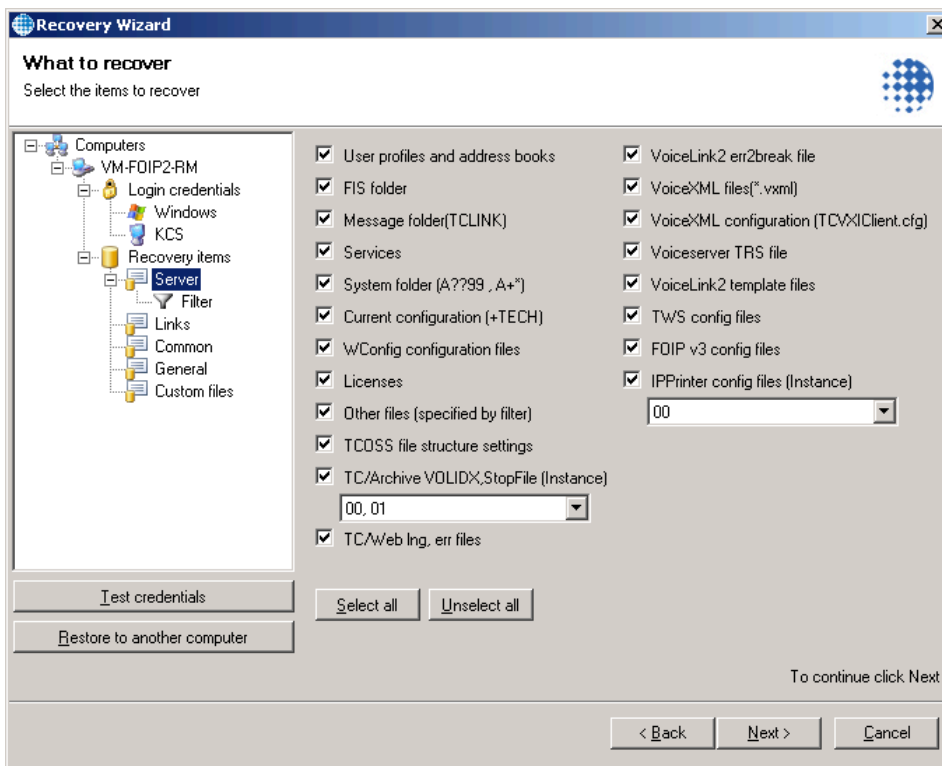 Recovery Wizard
What to recover
Select the items to recover
Computers
VM-FOIP2-RM
Login credentials
Windows
KCS
Recovery items
Server
Filter
Links
Common
General
Custom files
Test credentials
Restore to another computer
User profiles and address books
FIS folder
Message folder(TCLINK)
Services
System folder (A??99 , A+*)
Current configuration (+TECH)
WConfig configuration files
Licenses
Other files (specified by filter)
TCOSS file structure settings
TC/Archive VOLIDX,StopFile (Instance)
00, 01
TC/Web lng, err files
VoiceLink2 err2break file
VoiceXML files(*.vxml)
VoiceXML configuration (TCVXIClient.cfg)
Voiceserver TRS file
VoiceLink2 template files
TWS config files
FOIP v3 config files
IPPrinter config files (Instance)
00
Select all
Unselect all
To continue click Next
< Back
Next >
Cancel